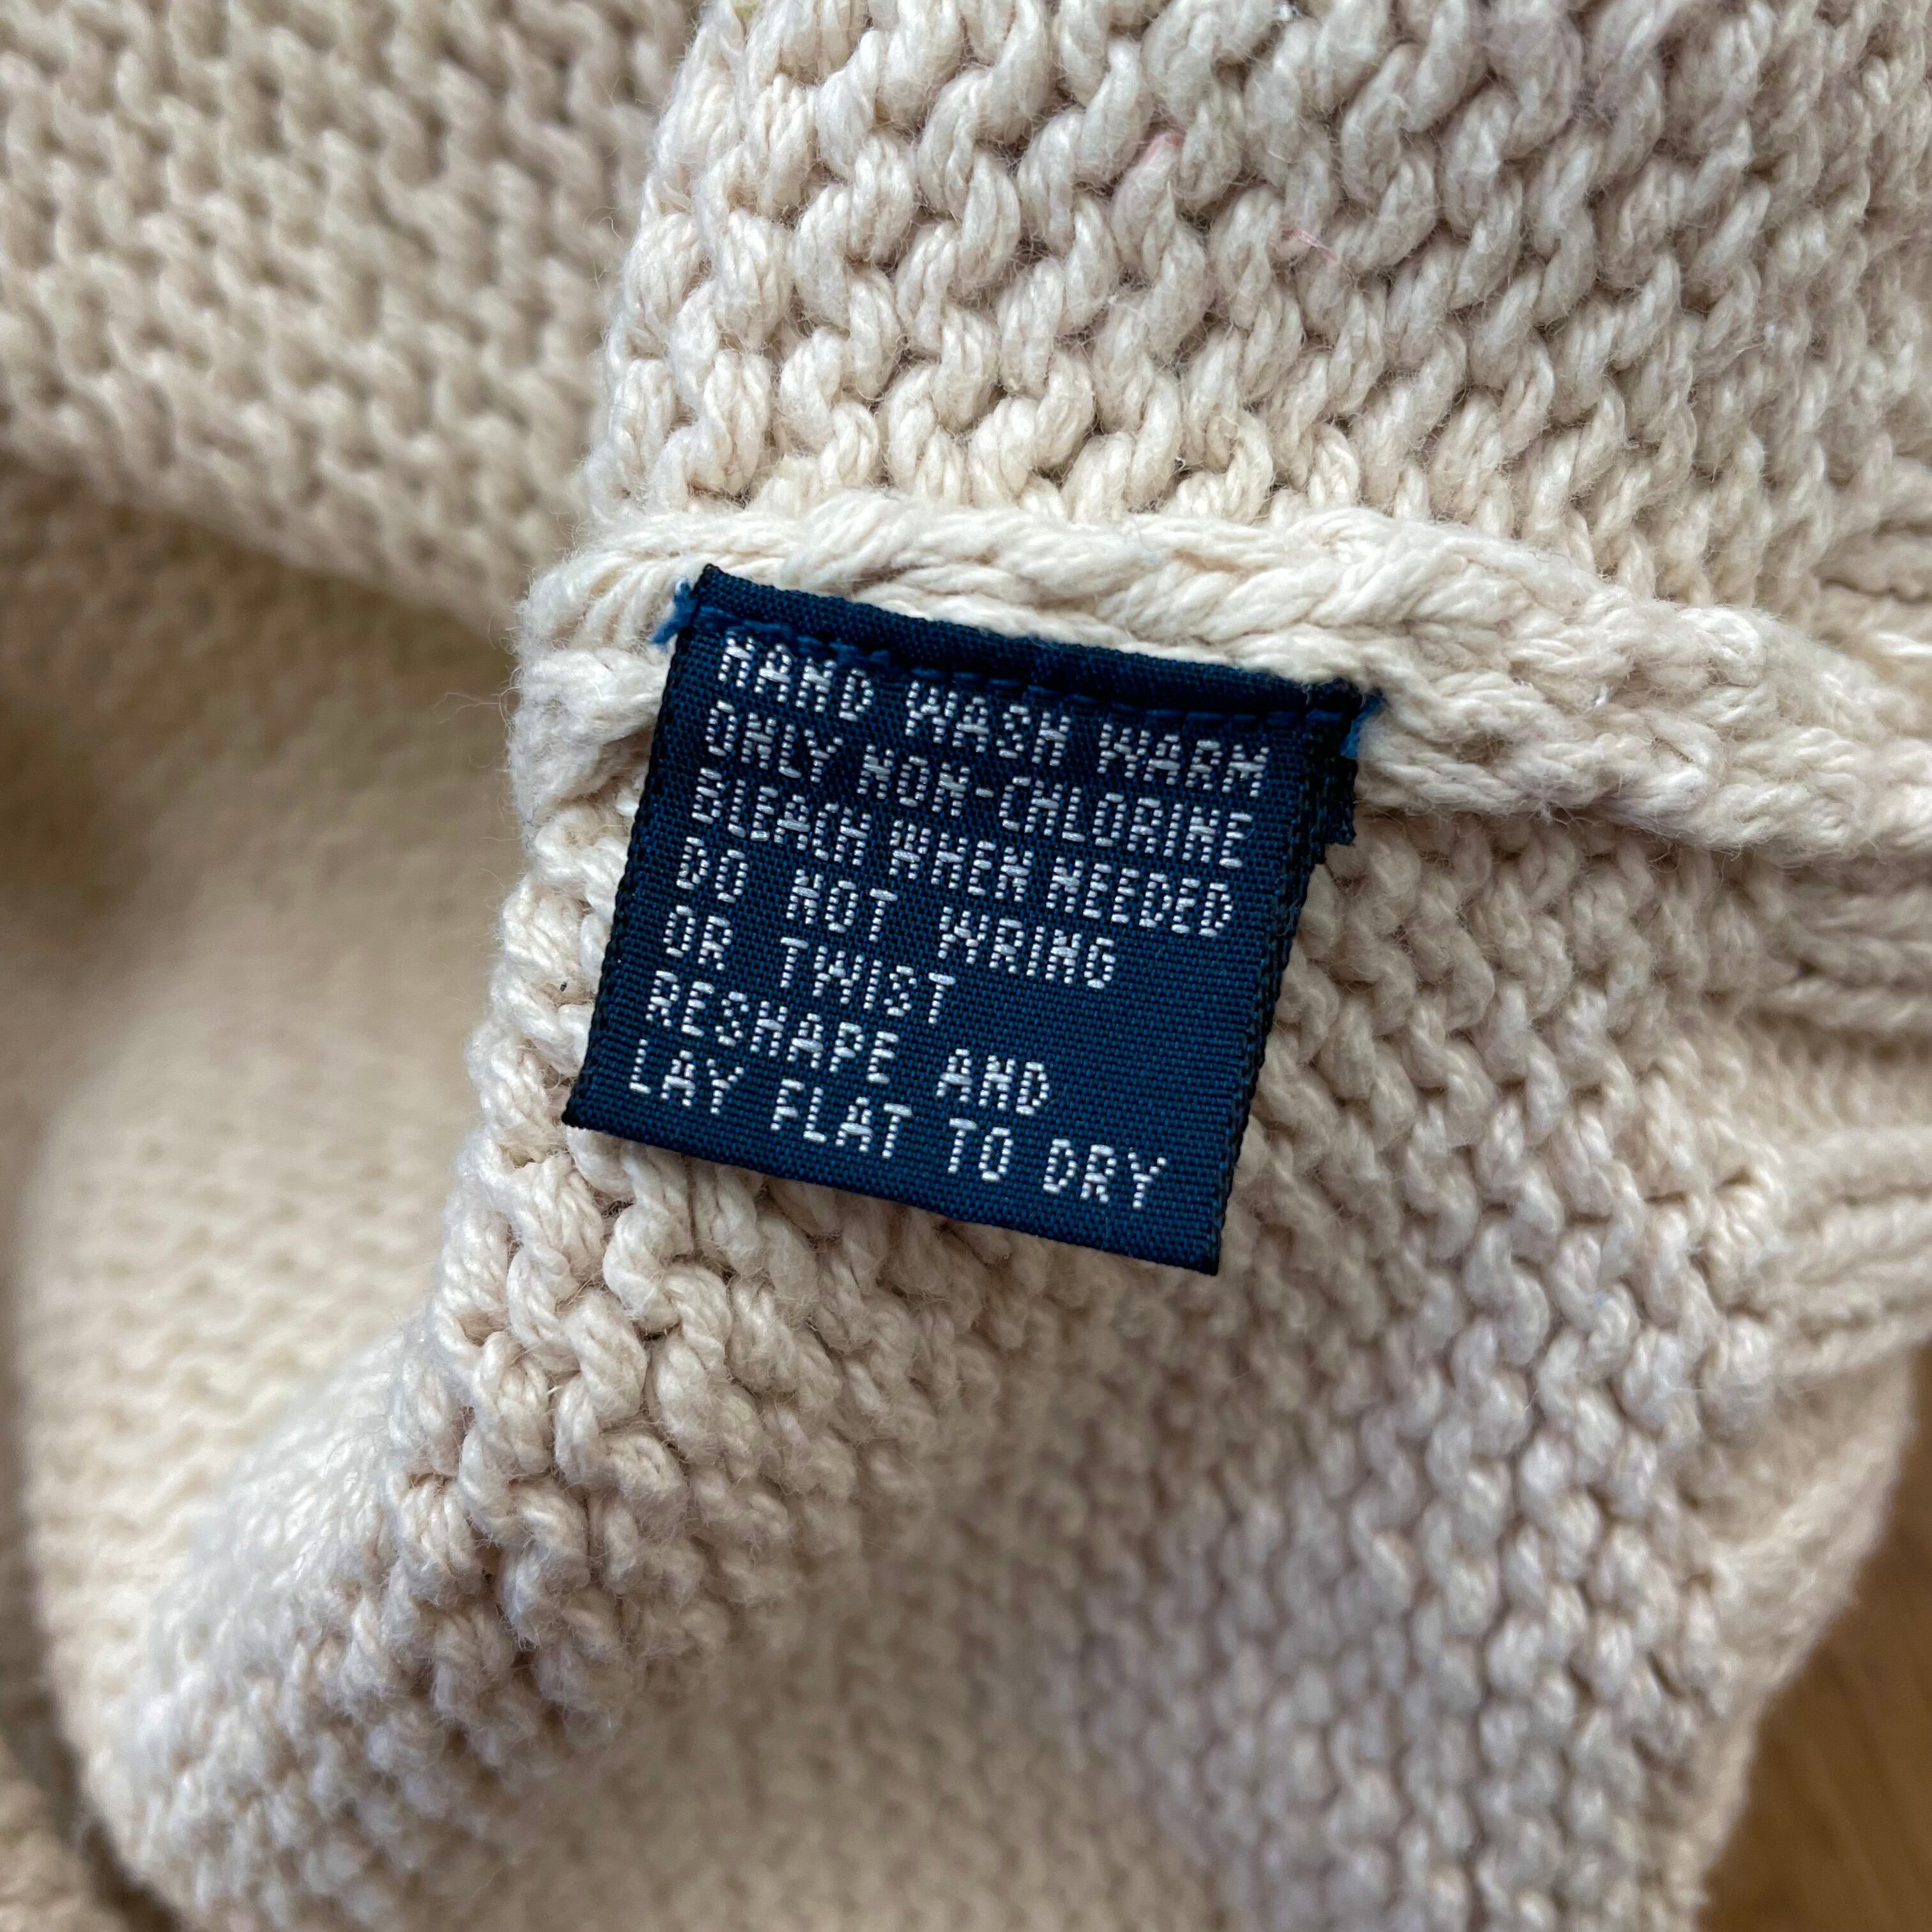 HAND WASH WARM
ONLY NON-CHLORINE
BLEACH WHEN NEEDED
DO NOT WRING
OR TWIST
RESHAPE AND
LAY FLAT TO DRY